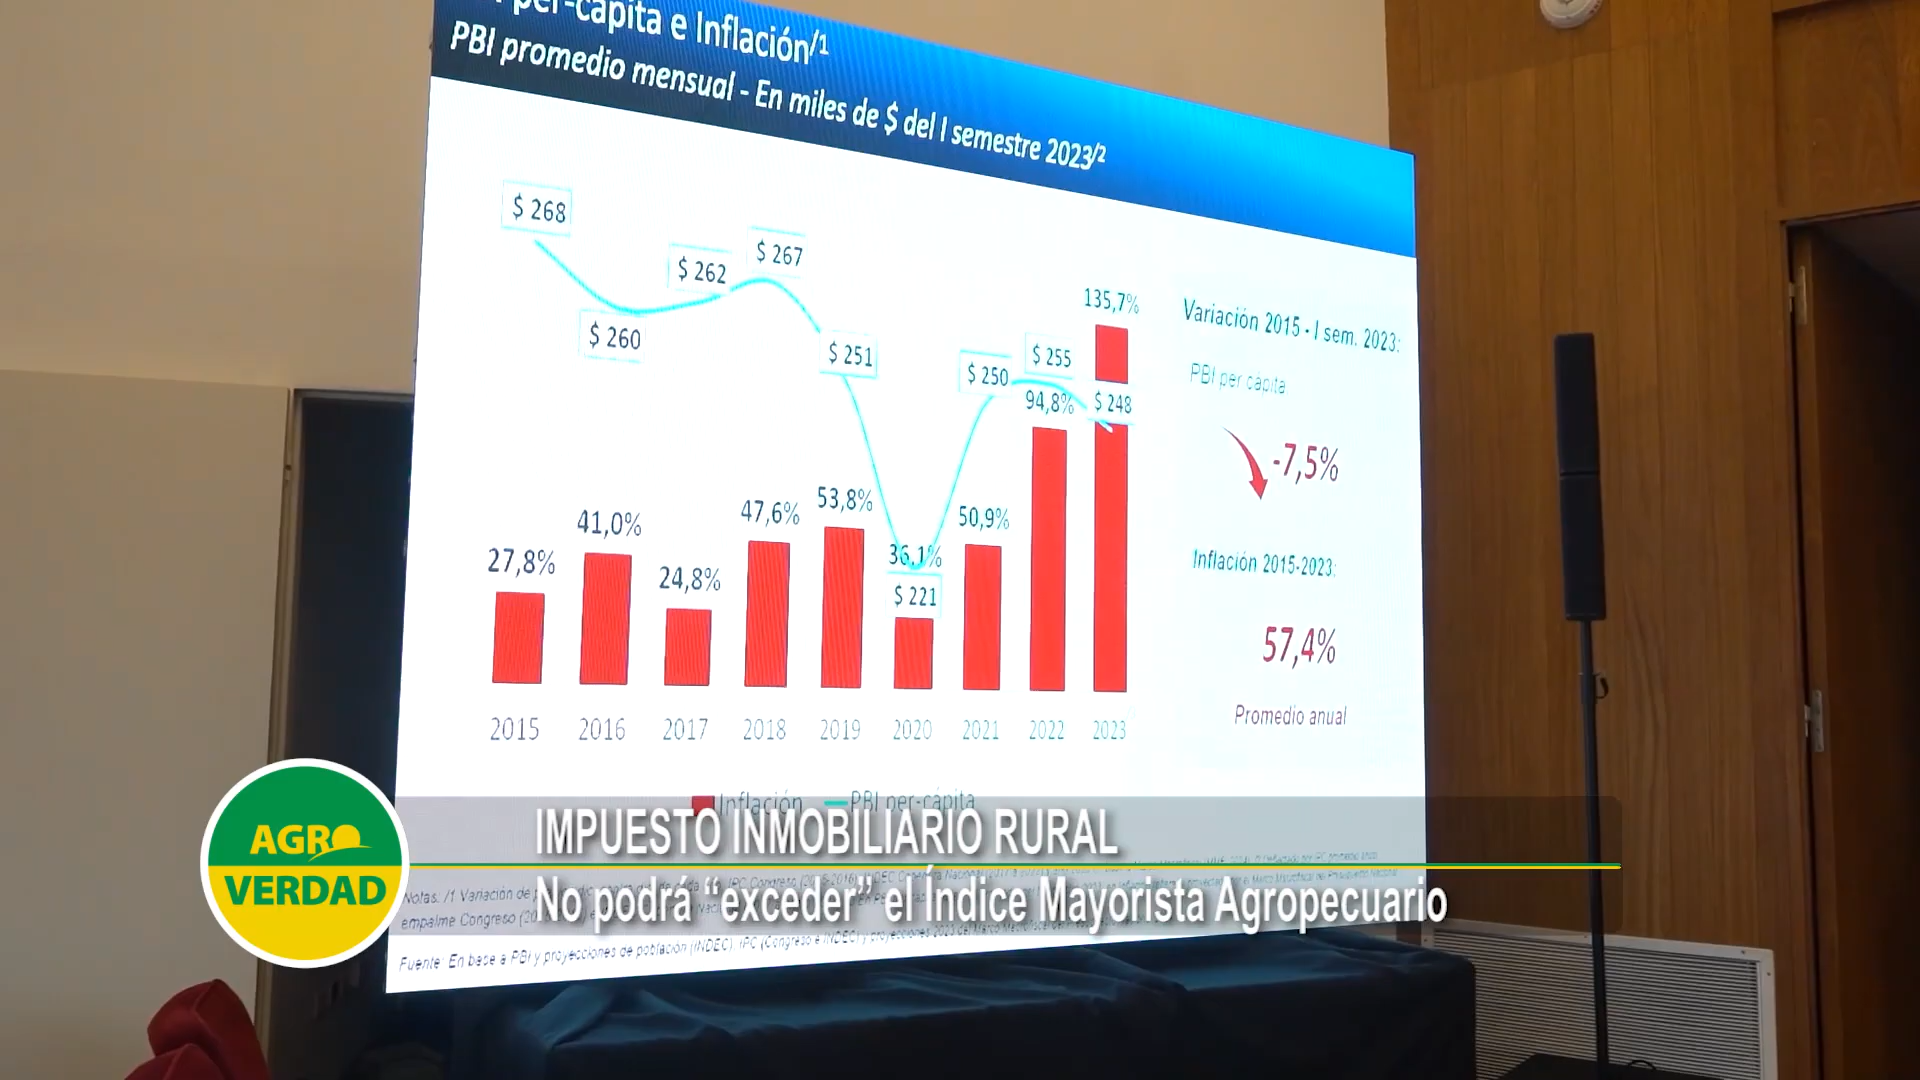 per-cápita e Inflación/1
PBI promedio mensual - En miles de $ del I semestre 2023/2
$ 268
$ 260
$ 262
$ 267
$ 251
$ 221
$ 250
$ 255
$ 248
27,8%
41,0%
24,8%
47,6%
53,8%
36,1%
50,9%
94,8%
135,7%
2015 2016 2017 2018 2019 2020 2021 2022 2023
Inflación PBI per-cápita
Variación 2015 - I sem. 2023:
PBI per cápita
-7,5%
Inflación 2015-2023:
57,4%
Promedio anual
AGRO
VERDAD
IMPUESTO INMOBILIARIO RURAL
No podrá “exceder” el Índice Mayorista Agropecuario
Notas. /1 Variación de
empalme Congreso
Fuente: En base a PBI y proyecciones de población (INDEC), IPC (Congreso e INDEC) y proyecciones 2023 del